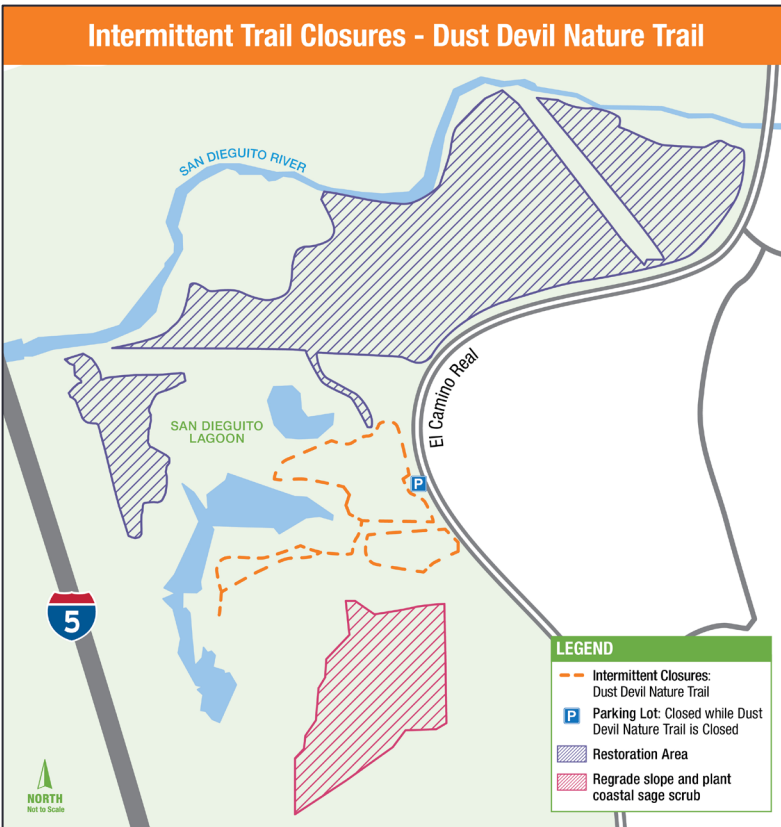 Intermittent Trail Closures - Dust Devil Nature Trail
SAN DIEGUITO RIVER
El Camino Real
SAN DIEGUITO
LAGOON
P
5
LEGEND
Intermittent Closures:
Dust Devil Nature Trail
P
Parking Lot: Closed while Dust
Devil Nature Trail is Closed
Restoration Area
Regrade slope and plant
coastal sage scrub
NORTH
Not to Scale